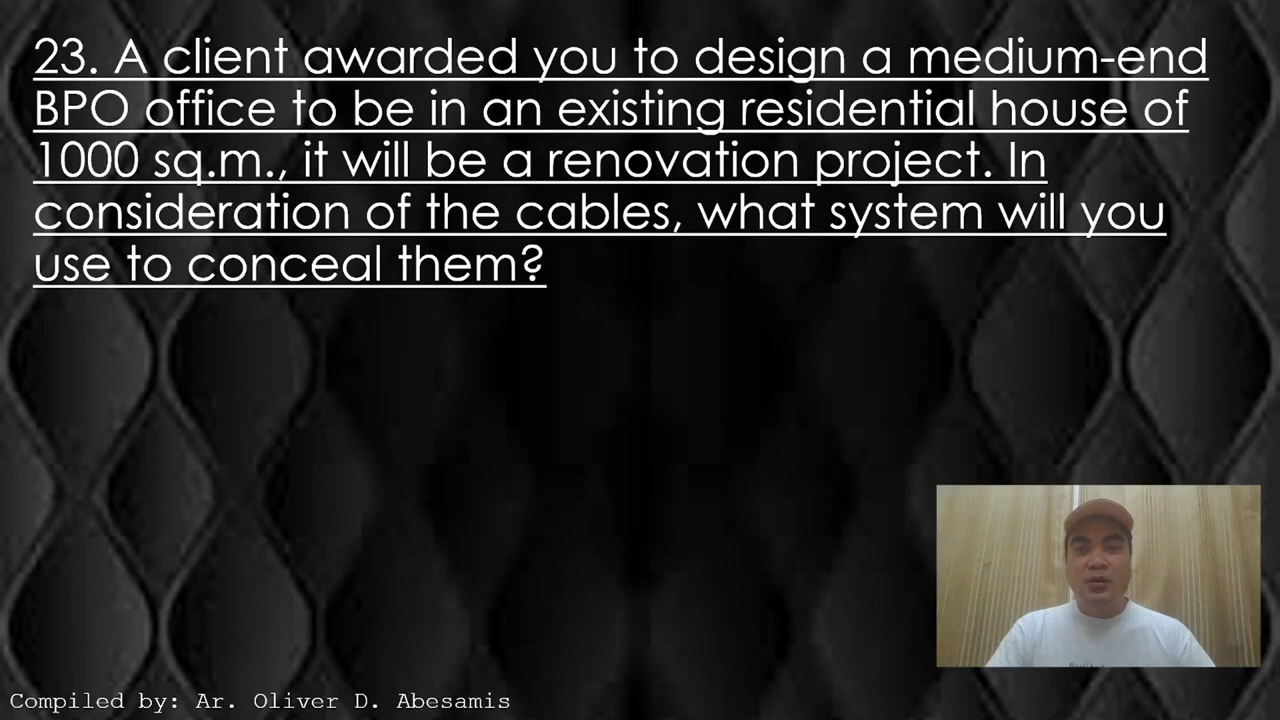 23. A client awarded you to design a medium-end
BPO office to be in an existing residential house of
1000 sq.m., it will be a renovation project. In
consideration of the cables, what system will you
use to conceal them?
Compiled by: Ar. Oliver D. Abesamis